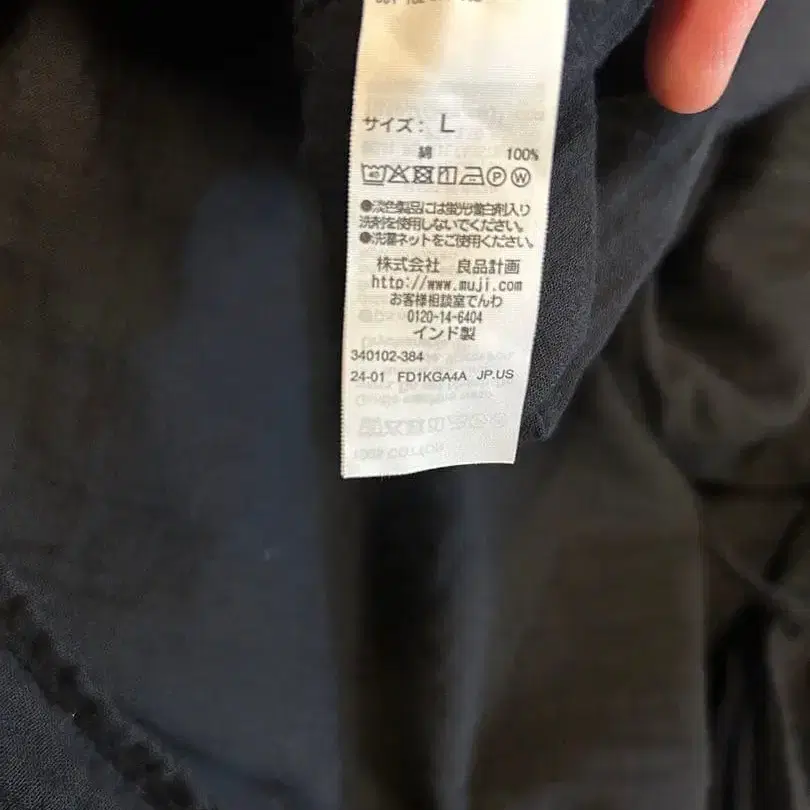 サイズ： L
綿 100%
40 P W
●淡色製品には蛍光増白剤入り
洗剤を使用しないでください。
●洗濯ネットをご使用ください。
株式会社 良品計画
http://www.muji.com
お客様相談室でんわ
0120-14-6404
インド製
340102-384
24-01 FD1KGA4A JP.US
100% COTTON